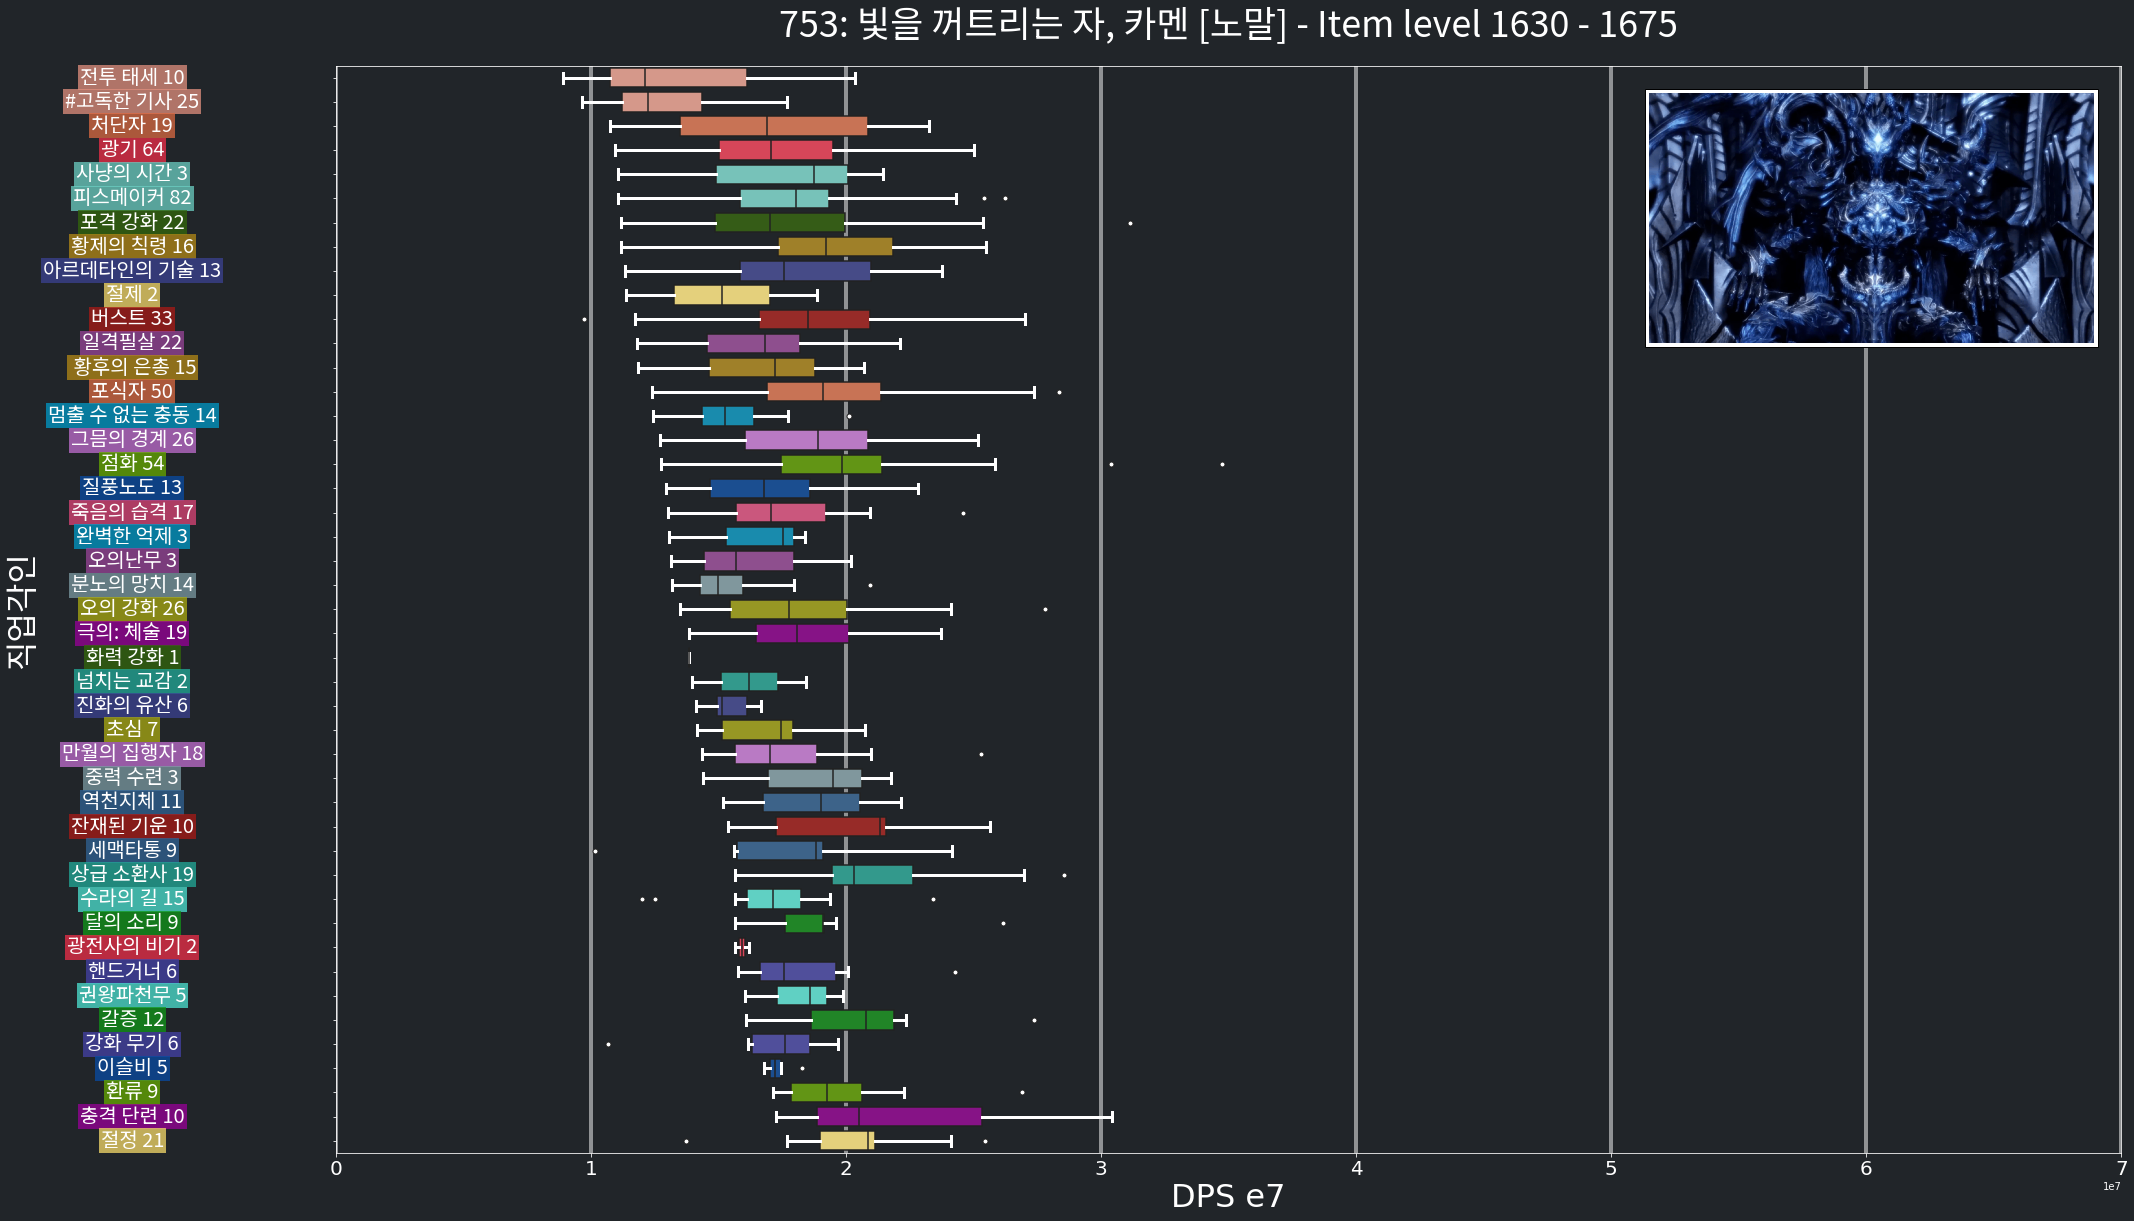 753: 빛을 꺼트리는 자, 카멘 [노말] - Item level 1630 - 1675
직업각인
전투 태세 10
#고독한 기사 25
처단자 19
광기 64
사냥의 시간 3
피스메이커 82
포격 강화 22
황제의 칙령 16
아르데타인의 기술 13
절제 2
버스트 33
일격필살 22
황후의 은총 15
포식자 50
멈출 수 없는 충동 14
그믐의 경계 26
점화 54
질풍노도 13
죽음의 습격 17
완벽한 억제 3
오의난무 3
분노의 망치 14
오의 강화 26
극의: 체술 19
화력 강화 1
넘치는 교감 2
진화의 유산 6
초심 7
만월의 집행자 18
중력 수련 3
역천지체 11
잔재된 기운 10
세맥타통 9
상급 소환사 19
수라의 길 15
달의 소리 9
광전사의 비기 2
핸드거너 6
권왕파천무 5
갈증 12
강화 무기 6
이슬비 5
환류 9
충격 단련 10
절정 21
0 1 2 3 4 5 6 7
1e7
DPS e7